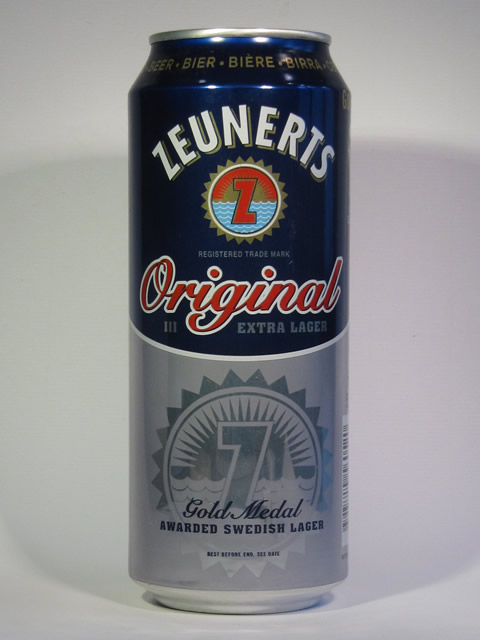 BEER • BIER • BIÈRE • BIRRA •
ZEUNERTS
Z
REGISTERED TRADE MARK
Original
III EXTRA LAGER
Z
Gold Medal
AWARDED SWEDISH LAGER
BEST BEFORE END, SEE DATE